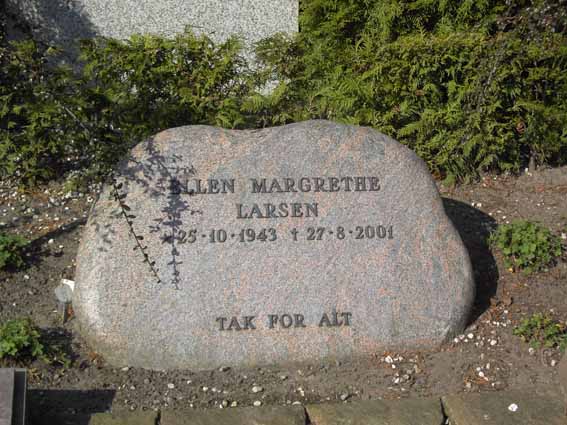 ELLEN MARGRETHE
LARSEN
* 25·10·1943 † 27·8·2001
TAK FOR ALT